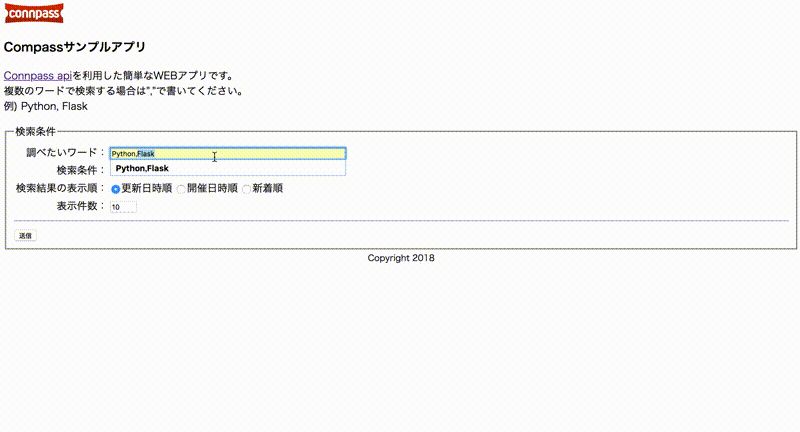 connpass
Compassサンプルアプリ
Connpass apiを利用した簡単なWEBアプリです。
複数のワードで検索する場合は","で書いてください。
例) Python, Flask
検索条件
調べたいワード： Python,Flask
検索条件： Python,Flask
検索結果の表示順： 更新日時順 開催日時順 新着順
表示件数： 10
送信
Copyright 2018